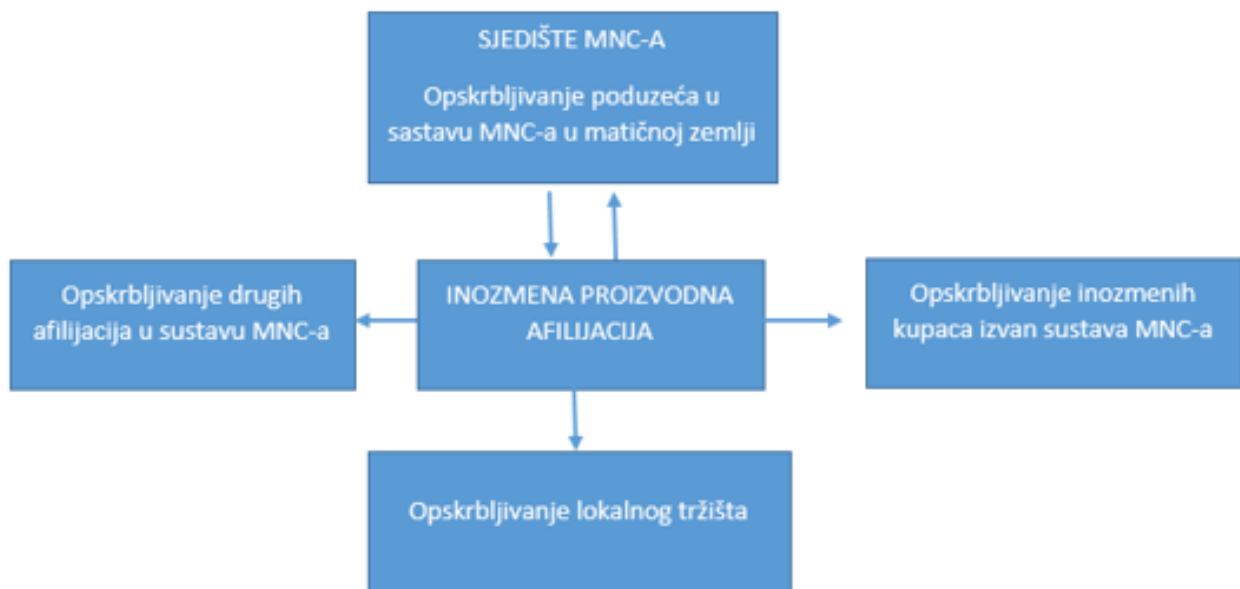 SJEDIŠTE MNC-A
Opskrbljivanje poduzeća u
sastavu MNC-a u matičnoj zemlji
Opskrbljivanje drugih
afilijacija u sustavu MNC-a
INOZMENA PROIZVODNA
AFILIJACIJA
Opskrbljivanje inozmenih
kupaca izvan sustava MNC-a
Opskrbljivanje lokalnog tržišta